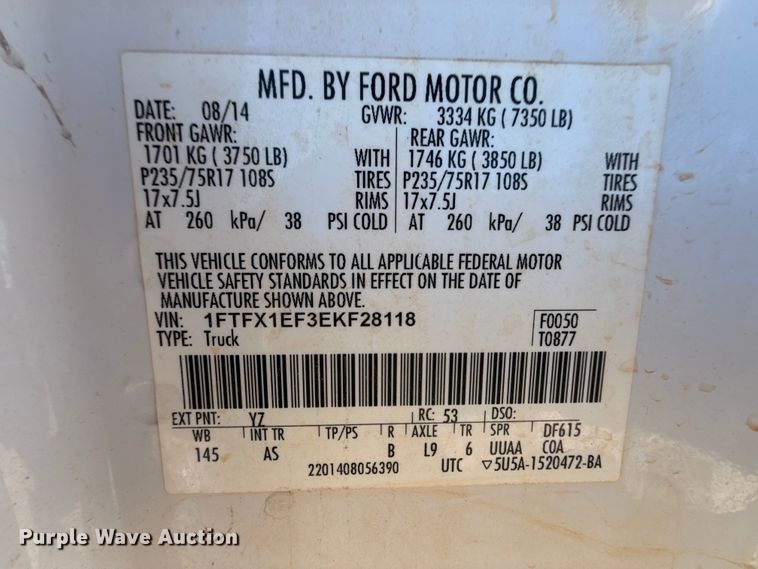 MFD. BY FORD MOTOR CO.
DATE: 08/14 GVWR: 3334 KG ( 7350 LB)
FRONT GAWR: REAR GAWR:
1701 KG ( 3750 LB) WITH 1746 KG ( 3850 LB) WITH
P235/75R17 108S TIRES P235/75R17 108S TIRES
17x7.5J RIMS 17x7.5J RIMS
AT 260 kPa/ 38 PSI COLD AT 260 kPa/ 38 PSI COLD
THIS VEHICLE CONFORMS TO ALL APPLICABLE FEDERAL MOTOR
VEHICLE SAFETY STANDARDS IN EFFECT ON THE DATE OF
MANUFACTURE SHOWN ABOVE.
VIN: 1FTFX1EF3EKF28118 F0050
TYPE: Truck T0877
EXT PNT: YZ RC: 53 DSO:
WB INT TR TP/PS R AXLE TR SPR DF615
145 AS B L9 6 UUAA COA
2201408056390 UTC ▽5U5A-1520472-BA
Purple Wave Auction